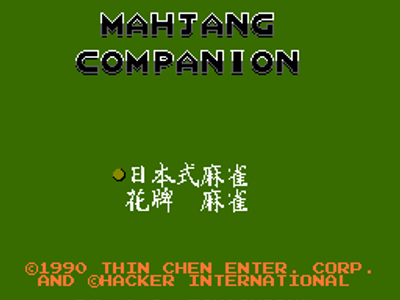 MAHJANG
COMPANION
日本式麻雀
花牌 麻雀
©1990 THIN CHEN ENTER. CORP.
AND ©HACKER INTERNATIONAL